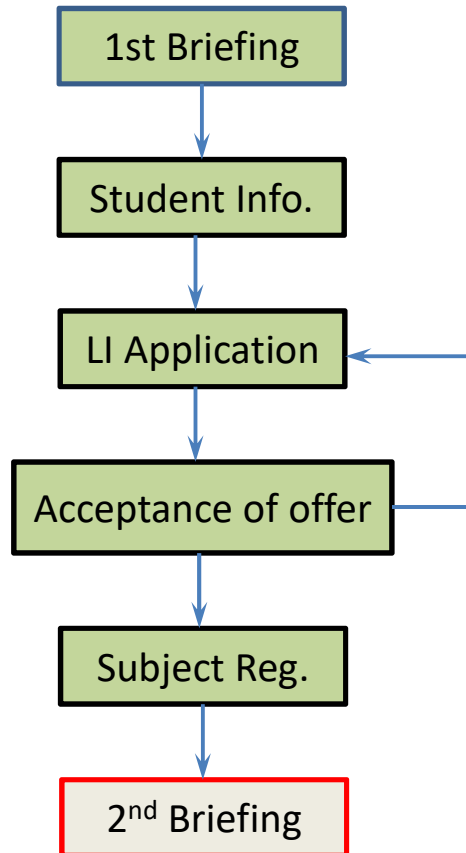 1st Briefing
Student Info.
LI Application
Acceptance of offer
Subject Reg.
2nd Briefing